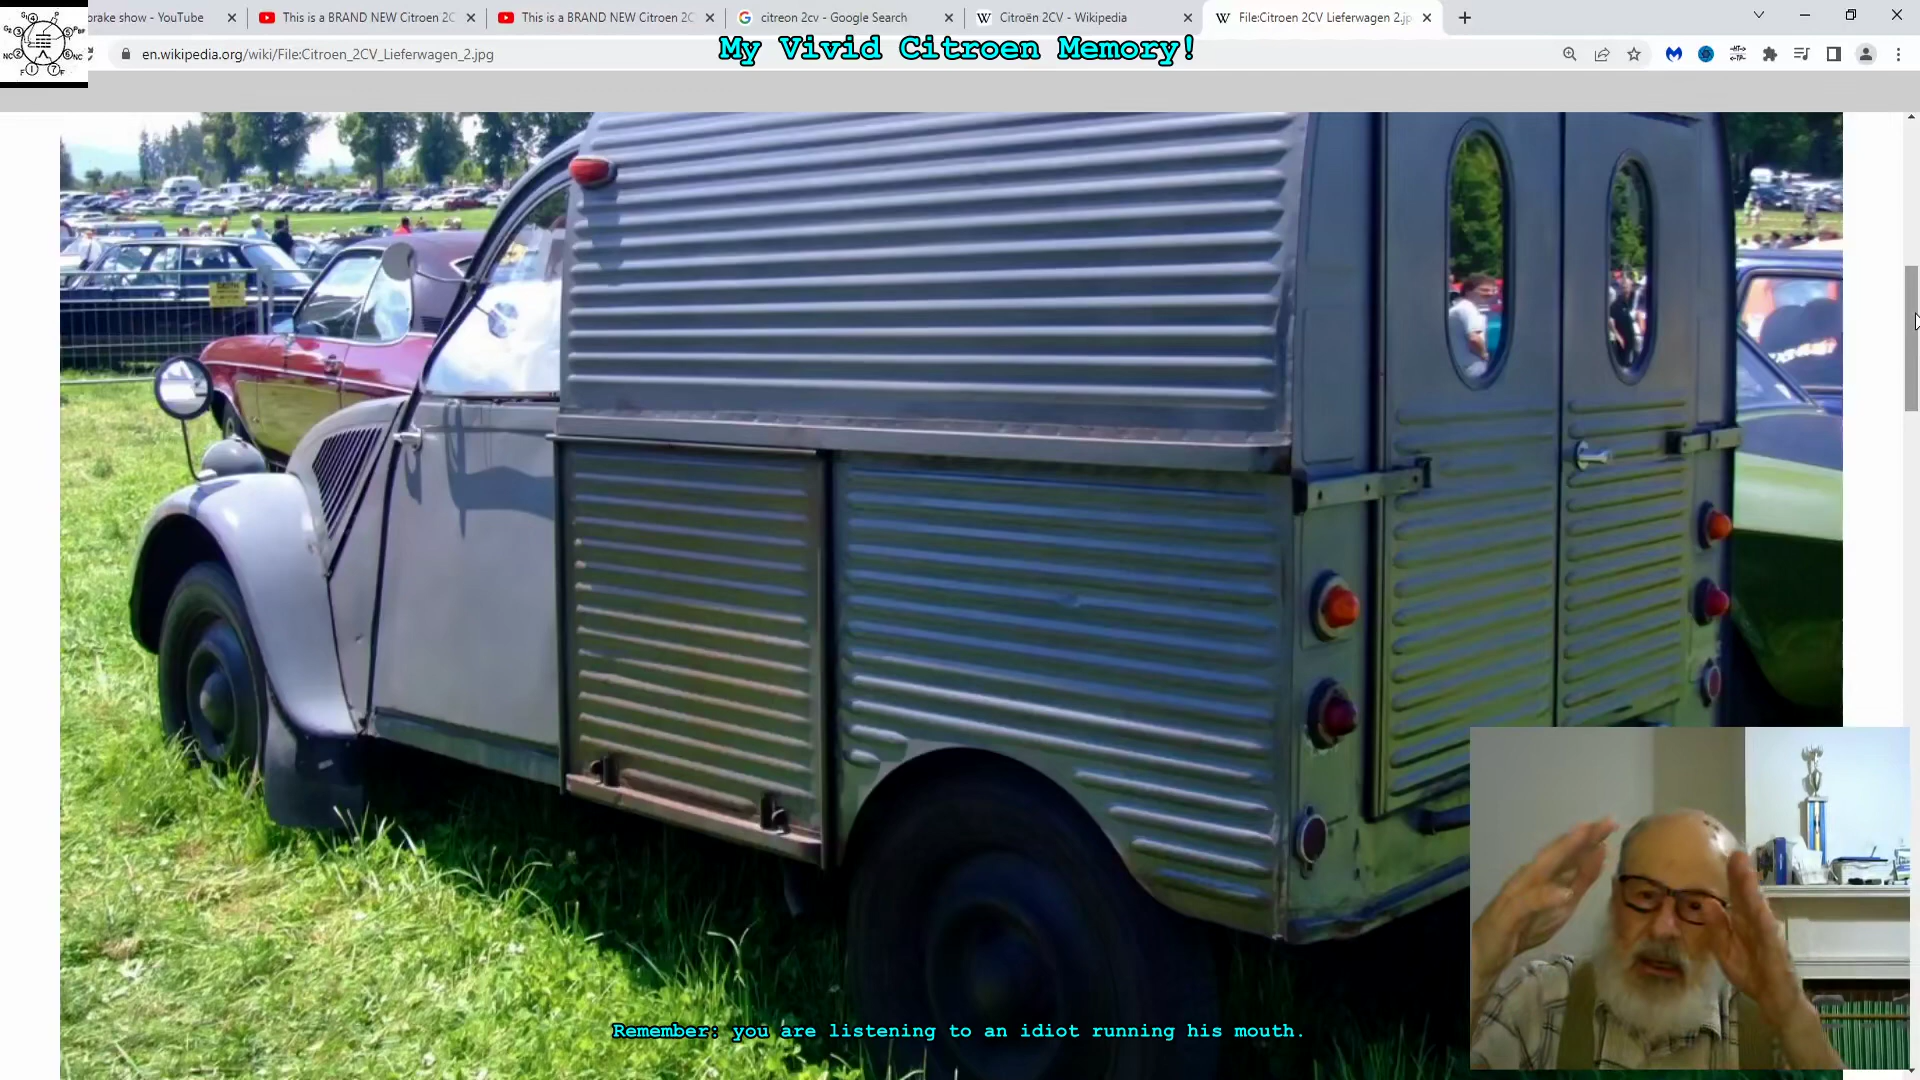 brake show - YouTube
This is a BRAND NEW Citroen 2C
This is a BRAND NEW Citroen 2C
citreon 2cv - Google Search
Citroën 2CV - Wikipedia
File:Citroen 2CV Lieferwagen 2.jp
en.wikipedia.org/wiki/File:Citroen_2CV_Lieferwagen_2.jpg
My Vivid Citroen Memory!
Remember: you are listening to an idiot running his mouth.